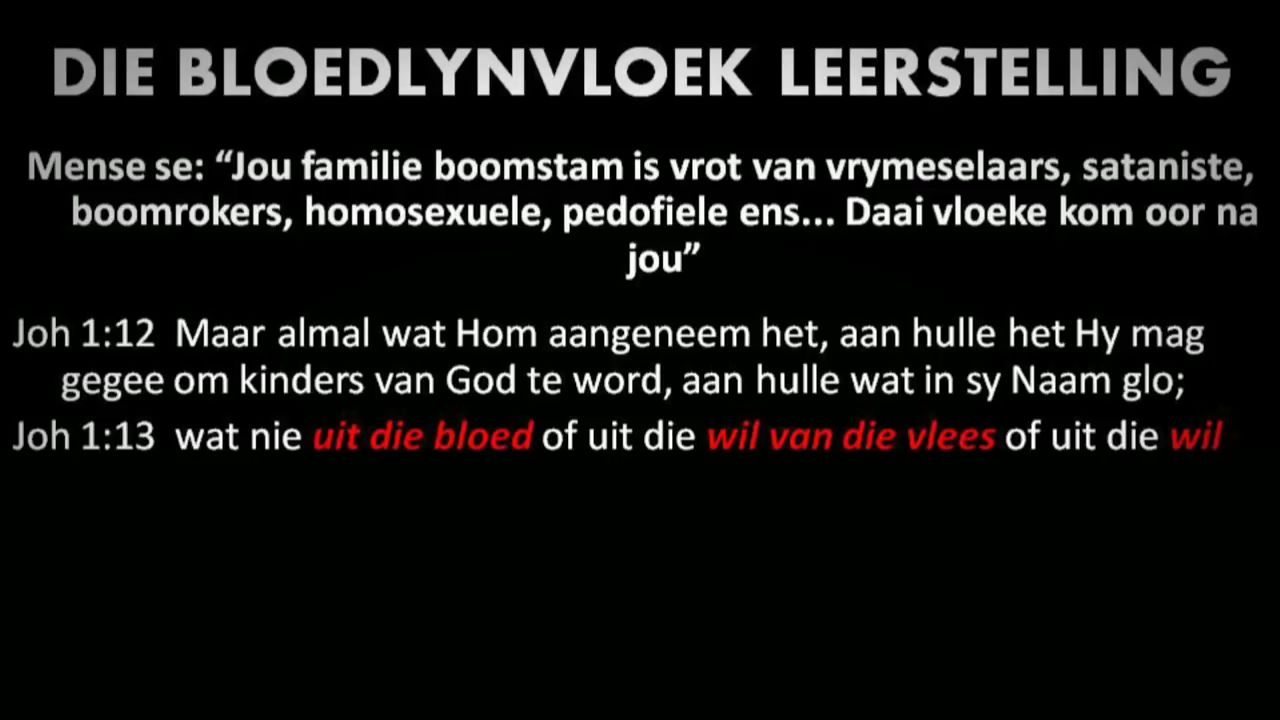 DIE BLOEDLYNVLOEK LEERSTELLING
Mense se: “Jou familie boomstam is vrot van vrymeselaars, sataniste,
boomrokers, homosexuele, pedofiele ens... Daai vloeke kom oor na
jou”
Joh 1:12 Maar almal wat Hom aangeneem het, aan hulle het Hy mag
gegee om kinders van God te word, aan hulle wat in sy Naam glo;
Joh 1:13 wat nie uit die bloed of uit die wil van die vlees of uit die wil